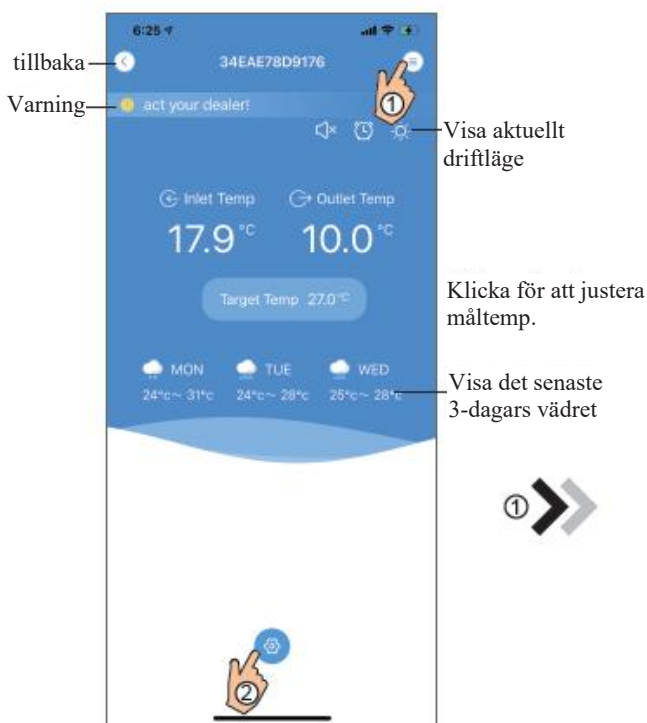 6:25
tillbaka
34EAE78D9176
①
Varning
act your dealer!
Visa aktuellt
driftläge
Inlet Temp
Outlet Temp
17.9 °C
10.0 °C
Target Temp 27.0 °C
Klicka för att justera
måltemp.
MON
TUE
WED
24°c~ 31°c
24°c~ 28°c
25°c~ 28°c
Visa det senaste
3-dagars vädret
①
②